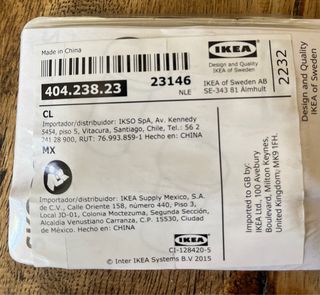 Made in China
404.238.23
23146
NLE
IKEA
Design and Quality
IKEA of Sweden
IKEA of Sweden AB
SE-343 81 Älmhult
2232
Design and Quality
IKEA of Sweden
CL
Importador/distribuidor: IKSO SpA, Av. Kennedy
5454, piso 5, Vitacura, Santiago, Chile, Tel.: 56 2
241 28 900, RUT: 76.993.859-1 Hecho en: CHINA
MX
Importador/distribuidor: IKEA Supply Mexico, S.A.
de C.V., Calle Oriente 158, número 440, Piso 3,
Local JD-01, Colonia Moctezuma, Segunda Sección,
Alcaldía Venustiano Carranza, C.P. 15530, Ciudad
de Mexico. Hecho en: CHINA
Imported to GB by:
IKEA Ltd., 100 Avebury
Boulevard, Milton Keynes,
United Kingdom, MK9 1FH.
IKEA
CI-128420-5
© Inter IKEA Systems B.V 2015